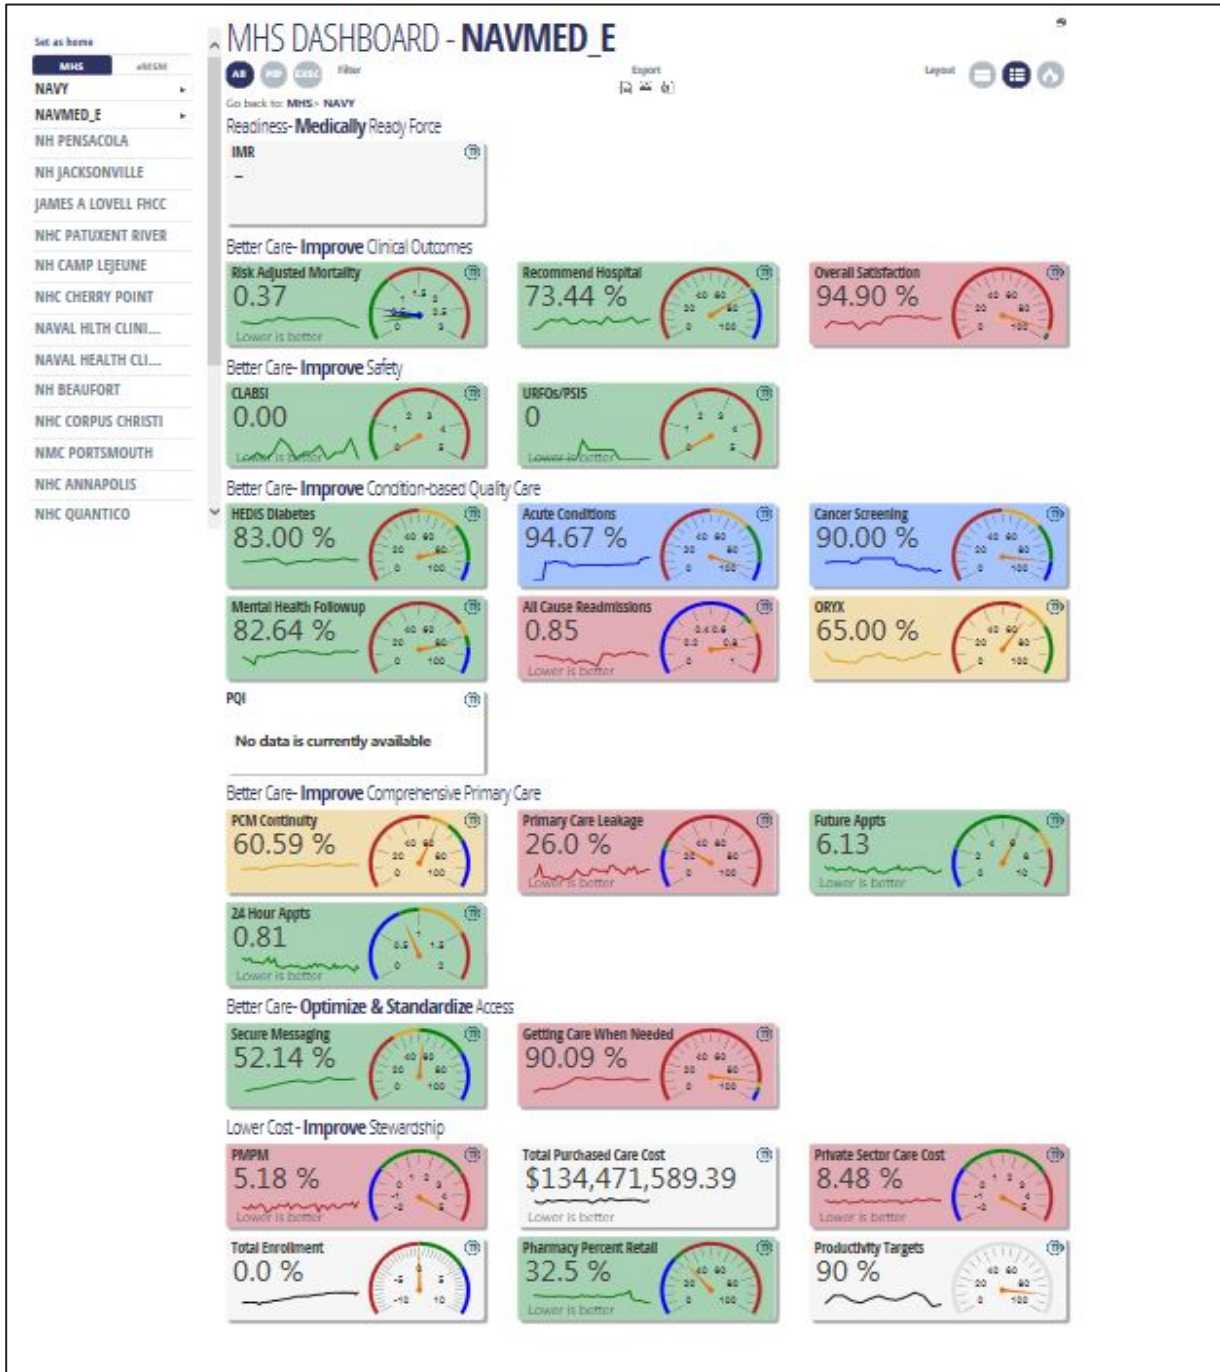 MHS DASHBOARD - NAVMED_E
Set as home
MHS eMSM
NAVY
NAVMED_E
NH PENSACOLA
NH JACKSONVILLE
JAMES A LOVELL FHCC
NHC PATUXENT RIVER
NH CAMP LEJEUNE
NHC CHERRY POINT
NAVAL HLTH CLINI...
NAVAL HEALTH CLI...
NH BEAUFORT
NHC CORPUS CHRISTI
NMC PORTSMOUTH
NHC ANNAPOLIS
NHC QUANTICO
All PIP EXEC Filter Export Layout
Go back to: MHS> NAVY
Readiness- Medically Ready Force
IMR
–
Better Care- Improve Clinical Outcomes
Risk Adjusted Mortality
0.37
Lower is better
Recommend Hospital
73.44 %
Overall Satisfaction
94.90 %
Better Care- Improve Safety
CLABSI
0.00
Lower is better
URFOs/PSI5
0
Lower is better
Better Care- Improve Condition-based Quality Care
HEDIS Diabetes
83.00 %
Acute Conditions
94.67 %
Cancer Screening
90.00 %
Mental Health Followup
82.64 %
All Cause Readmissions
0.85
ORYX
65.00 %
PQI
No data is currently available
Better Care- Improve Comprehensive Primary Care
PCM Continuity
60.59 %
Primary Care Leakage
26.0 %
Lower is better
Future Appts
6.13
Lower is better
24 Hour Appts
0.81
Lower is better
Better Care- Optimize & Standardize Access
Secure Messaging
52.14 %
Getting Care When Needed
90.09 %
Lower Cost - Improve Stewardship
PMPM
5.18 %
Lower is better
Total Purchased Care Cost
$134,471,589.39
Lower is better
Private Sector Care Cost
8.48 %
Lower is better
Total Enrollment
0.0 %
Pharmacy Percent Retail
32.5 %
Lower is better
Productivity Targets
90 %